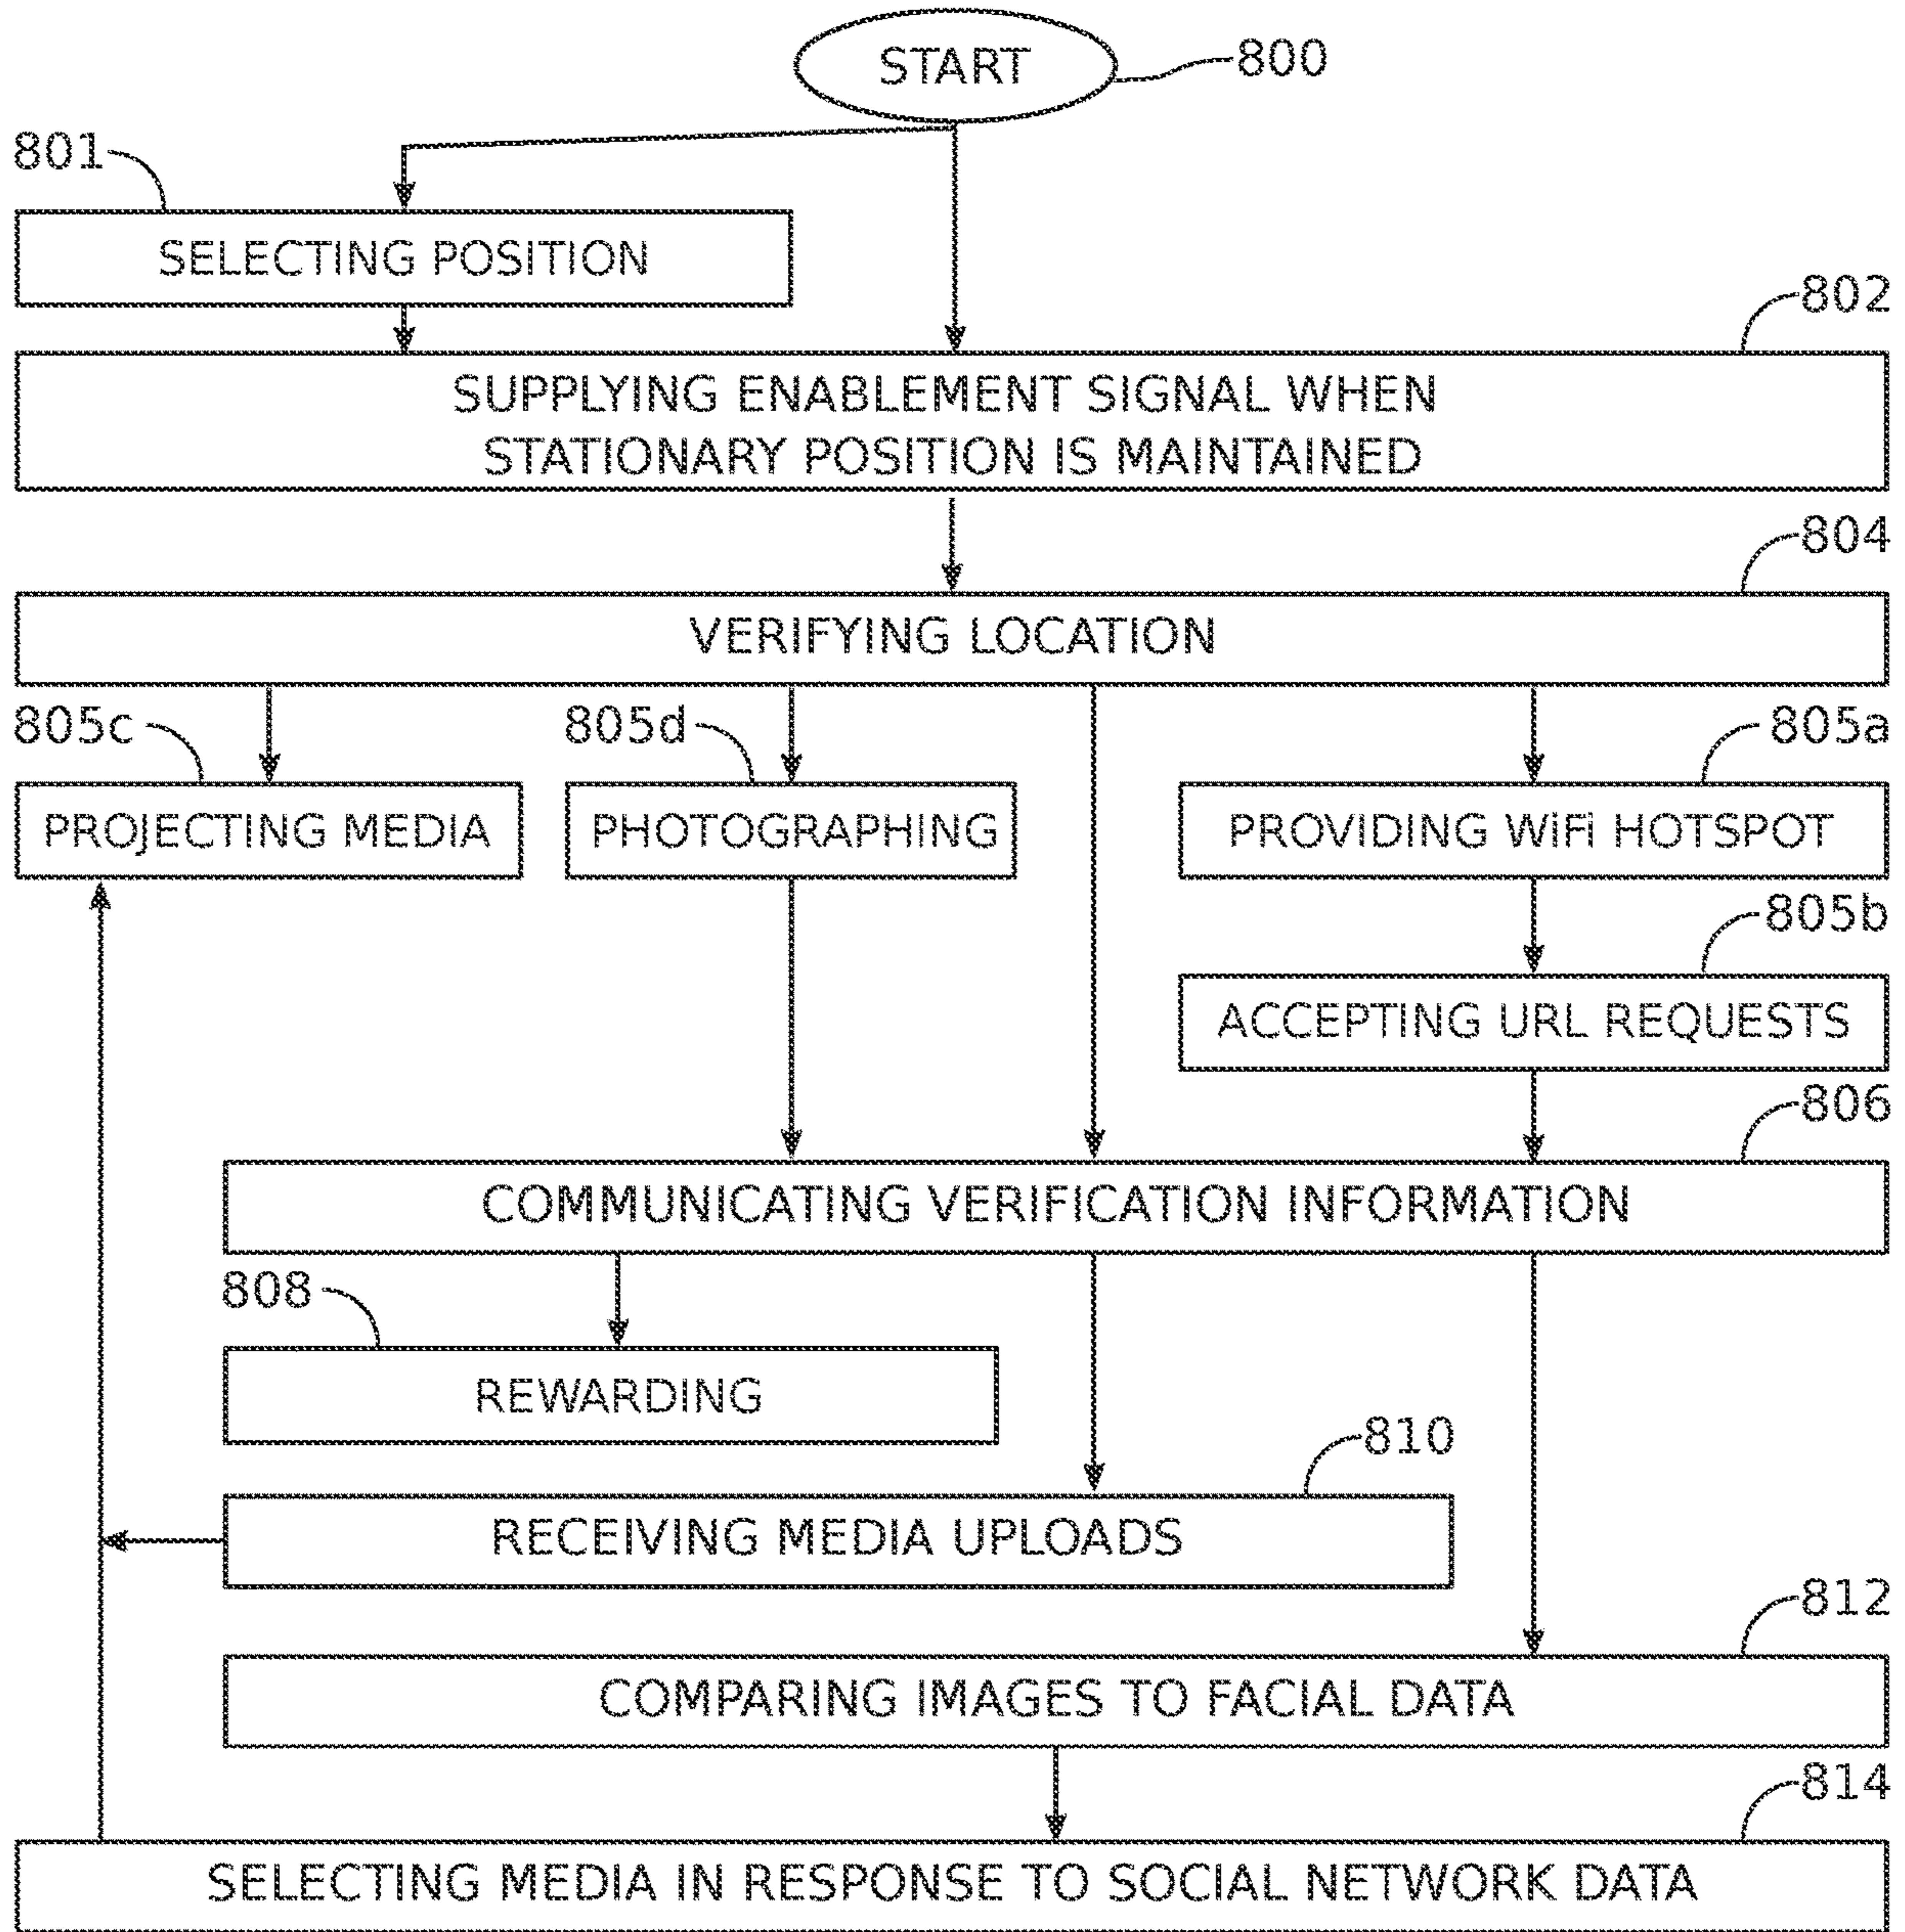 START
800
801
SELECTING POSITION
802
SUPPLYING ENABLEMENT SIGNAL WHEN
STATIONARY POSITION IS MAINTAINED
804
VERIFYING LOCATION
805c
805d
805a
PROJECTING MEDIA
PHOTOGRAPHING
PROVIDING WiFi HOTSPOT
805b
ACCEPTING URL REQUESTS
806
COMMUNICATING VERIFICATION INFORMATION
808
REWARDING
810
RECEIVING MEDIA UPLOADS
812
COMPARING IMAGES TO FACIAL DATA
814
SELECTING MEDIA IN RESPONSE TO SOCIAL NETWORK DATA